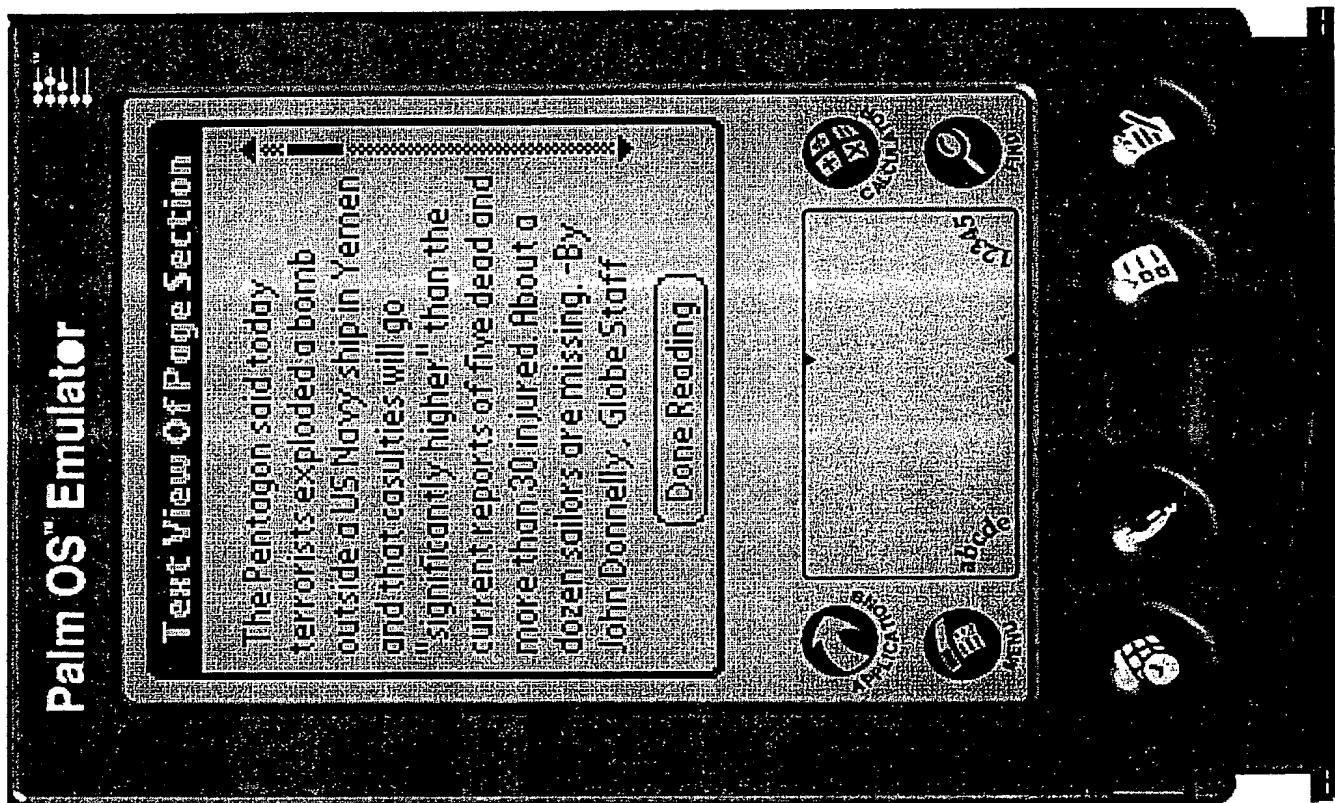 Palm OS™ Emulator
Text View Of Page Section
The Pentagon said today
terrorists exploded a bomb
outside a US Navy ship in Yemen
and that casulties will go
"significantly higher" than the
current reports of five dead and
more than 30 injured. About a
dozen sailors are missing. -By
John Donnelly , Globe Staff
Done Reading
APPLICATIONS
CALCULATOR
MENU
FIND
abcde
12345